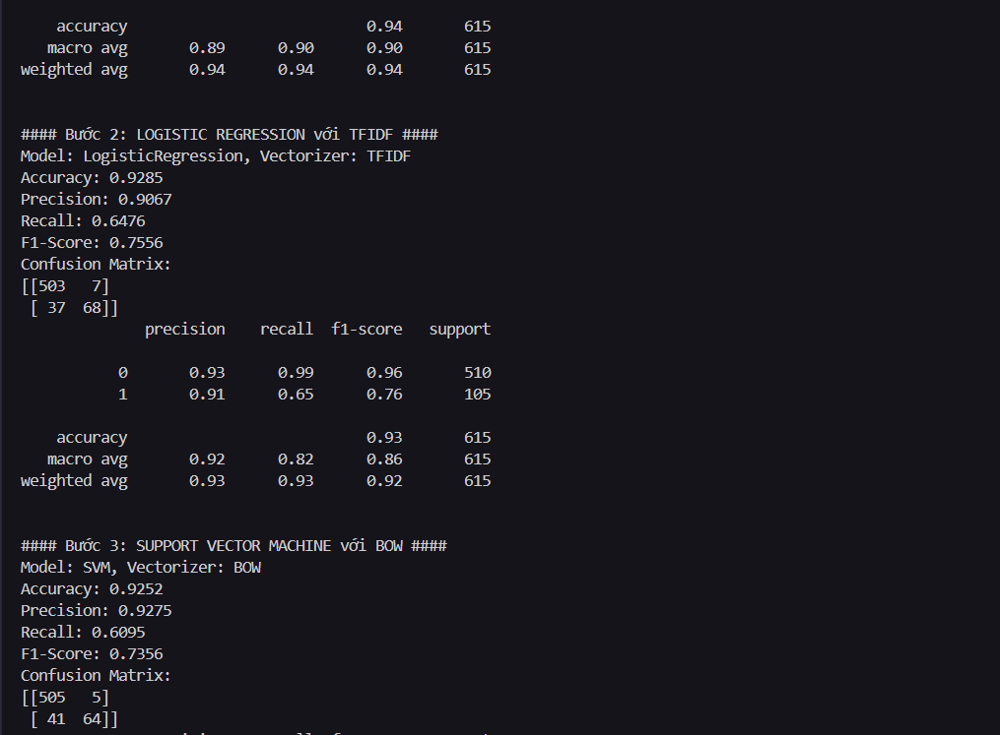 accuracy 0.94 615
macro avg 0.89 0.90 0.90 615
weighted avg 0.94 0.94 0.94 615
#### Bước 2: LOGISTIC REGRESSION với TFIDF ####
Model: LogisticRegression, Vectorizer: TFIDF
Accuracy: 0.9285
Precision: 0.9067
Recall: 0.6476
F1-Score: 0.7556
Confusion Matrix:
[[503 7]
[ 37 68]]
precision recall f1-score support
0 0.93 0.99 0.96 510
1 0.91 0.65 0.76 105
accuracy 0.93 615
macro avg 0.92 0.82 0.86 615
weighted avg 0.93 0.93 0.92 615
#### Bước 3: SUPPORT VECTOR MACHINE với BOW ####
Model: SVM, Vectorizer: BOW
Accuracy: 0.9252
Precision: 0.9275
Recall: 0.6095
F1-Score: 0.7356
Confusion Matrix:
[[505 5]
[ 41 64]]